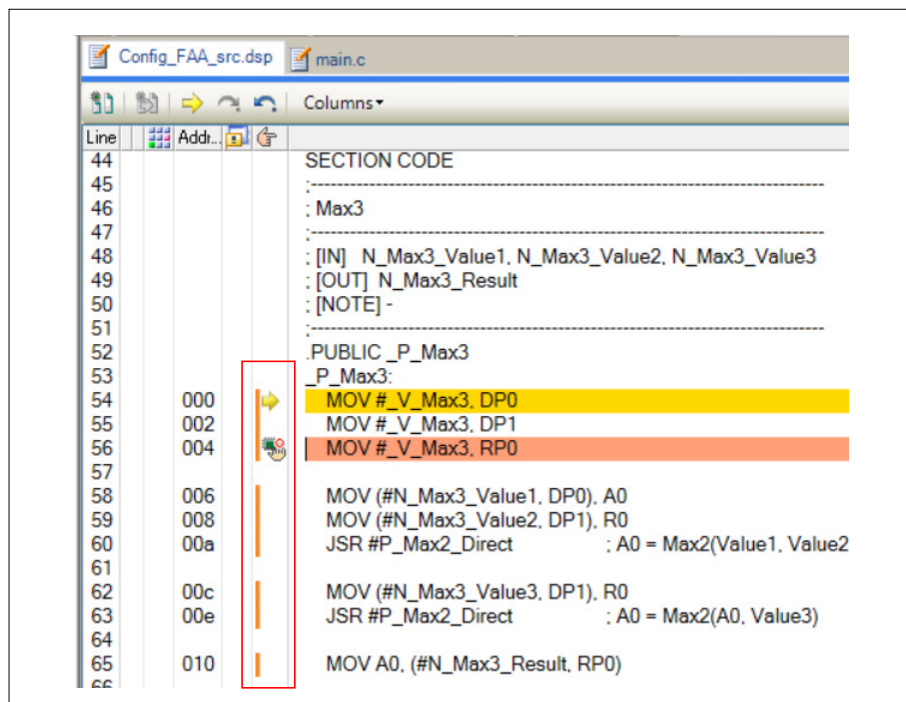 Config_FAA_src.dsp main.c
Columns
Line Addr...
44 SECTION CODE
45 ;--------------------------------------------------------------------------------
46 ; Max3
47 ;--------------------------------------------------------------------------------
48 ; [IN] N_Max3_Value1, N_Max3_Value2, N_Max3_Value3
49 ; [OUT] N_Max3_Result
50 ; [NOTE] -
51 ;--------------------------------------------------------------------------------
52 .PUBLIC _P_Max3
53 _P_Max3:
54 000 MOV #_V_Max3, DP0
55 002 MOV #_V_Max3, DP1
56 004 MOV #_V_Max3, RP0
57
58 006 MOV (#N_Max3_Value1, DP0), A0
59 008 MOV (#N_Max3_Value2, DP1), R0
60 00a JSR #P_Max2_Direct ; A0 = Max2(Value1, Value2
61
62 00c MOV (#N_Max3_Value3, DP1), R0
63 00e JSR #P_Max2_Direct ; A0 = Max2(A0, Value3)
64
65 010 MOV A0, (#N_Max3_Result, RP0)
66